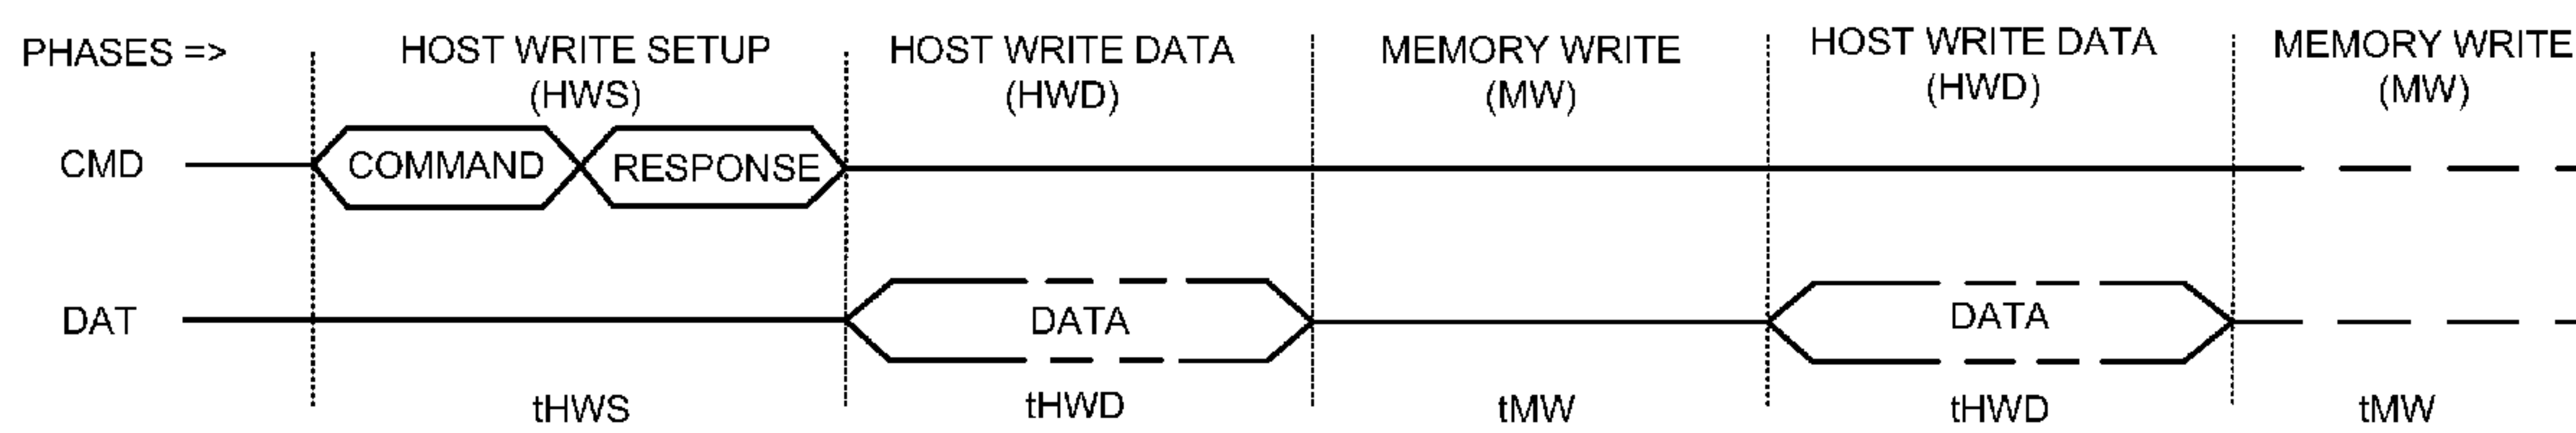 PHASES => HOST WRITE SETUP HOST WRITE DATA MEMORY WRITE HOST WRITE DATA MEMORY WRITE
(HWS) (HWD) (MW) (HWD) (MW)
CMD COMMAND RESPONSE
DAT DATA DATA
tHWS tHWD tMW tHWD tMW